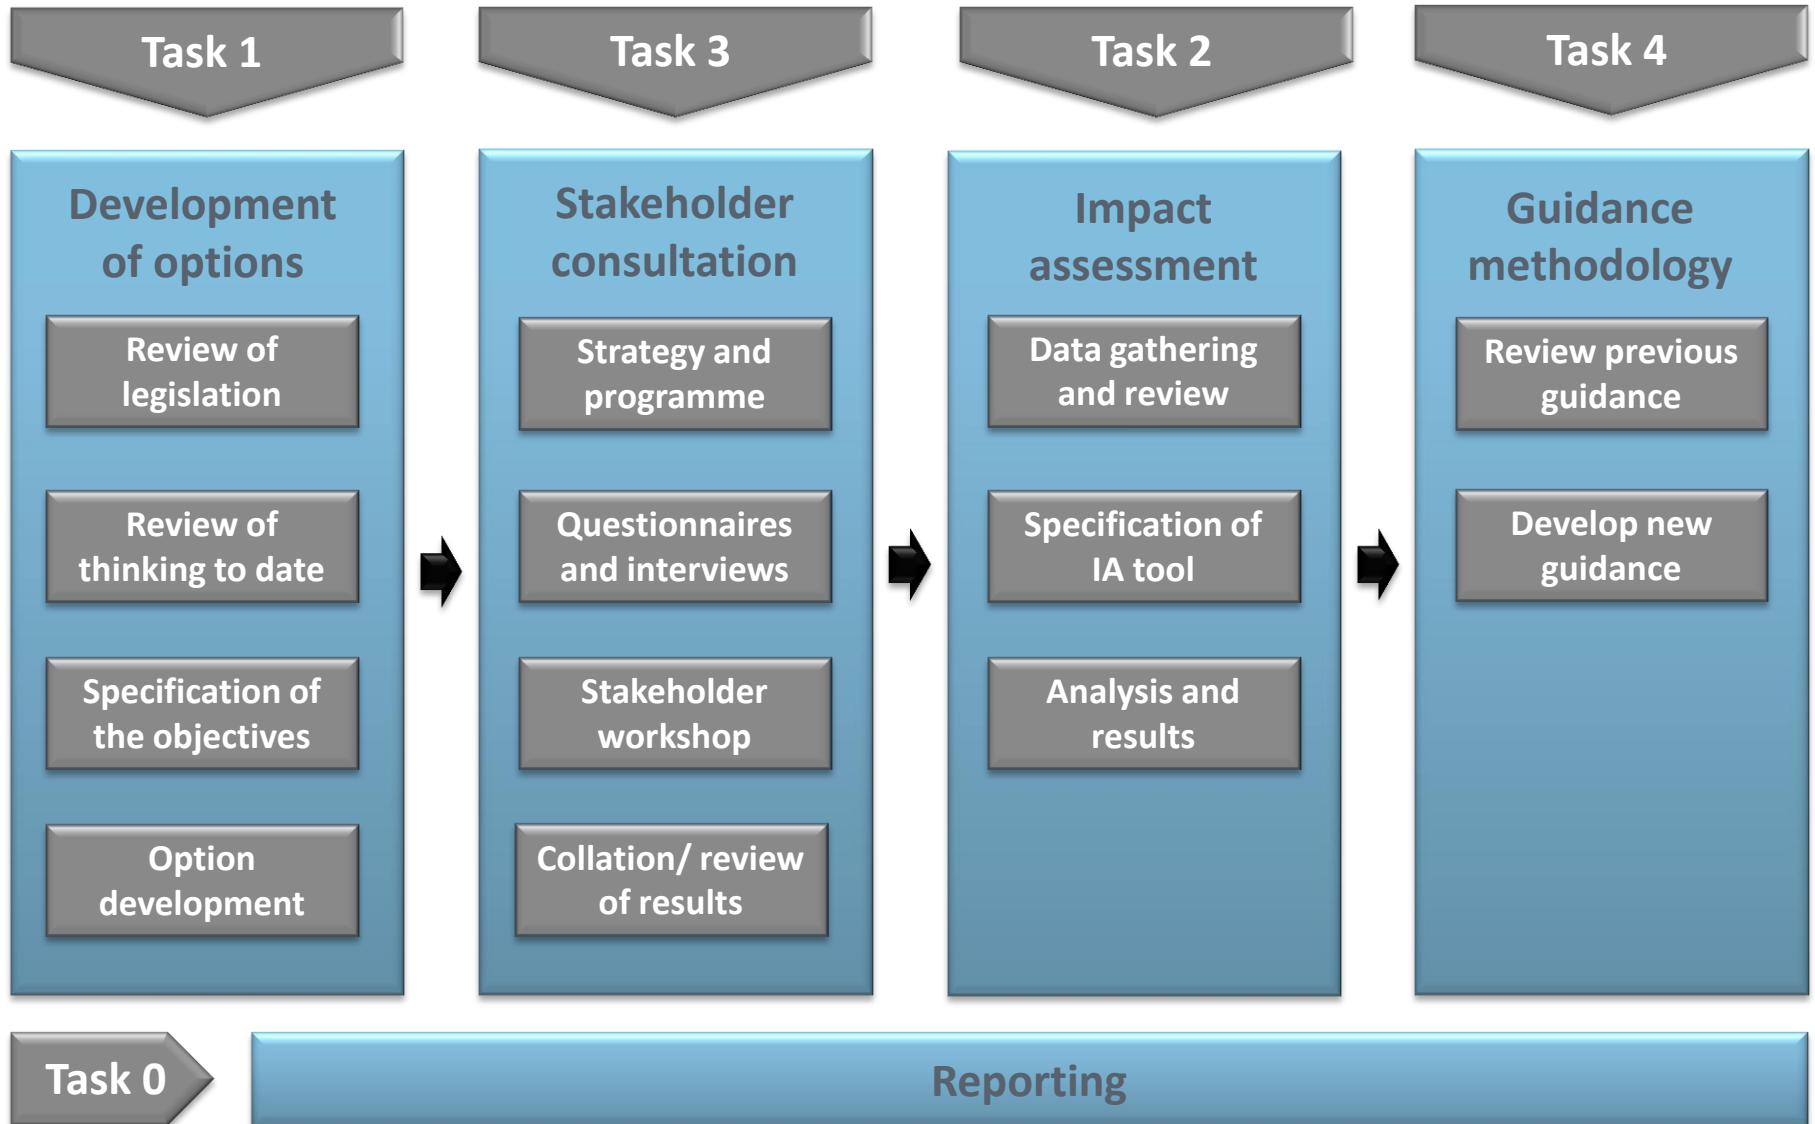 Task 1
Task 3
Task 2
Task 4
Development
of options
Review of
legislation
Review of
thinking to date
Specification of
the objectives
Option
development
Stakeholder
consultation
Strategy and
programme
Questionnaires
and interviews
Stakeholder
workshop
Collation/ review
of results
Impact
assessment
Data gathering
and review
Specification of
IA tool
Analysis and
results
Guidance
methodology
Review previous
guidance
Develop new
guidance
Task 0
Reporting